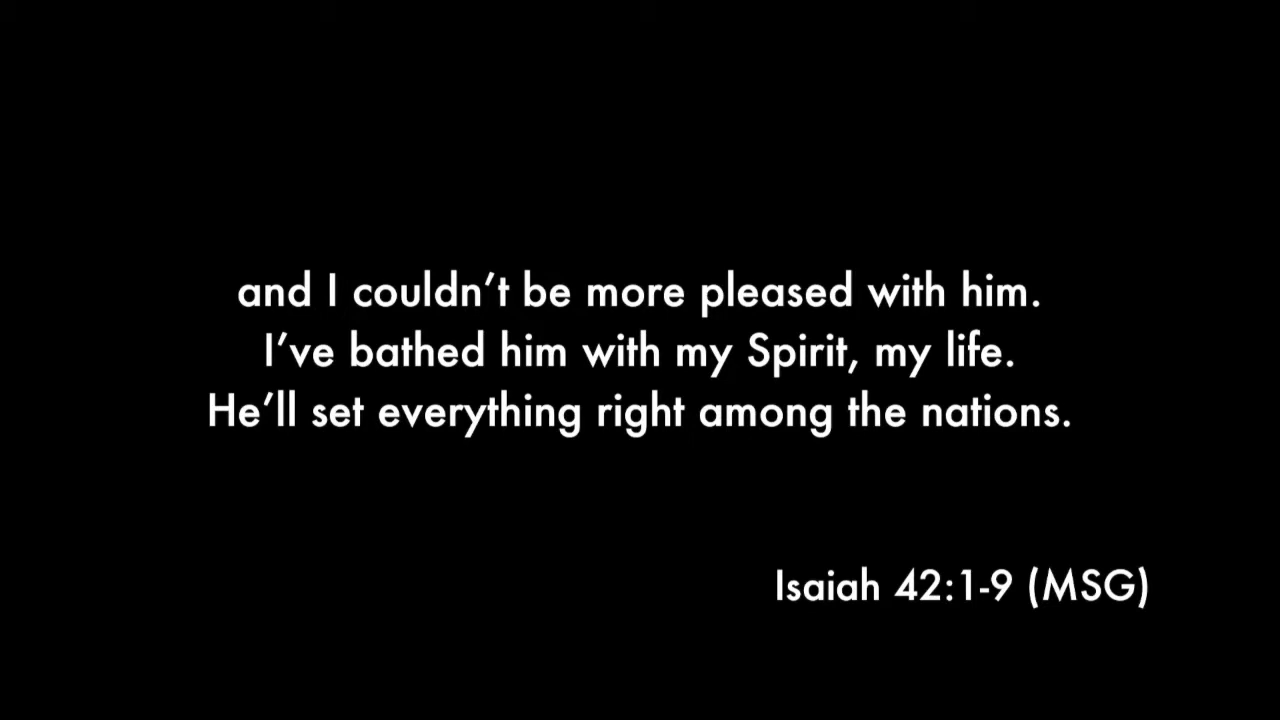 and I couldn’t be more pleased with him.
I’ve bathed him with my Spirit, my life.
He’ll set everything right among the nations.
Isaiah 42:1-9 (MSG)